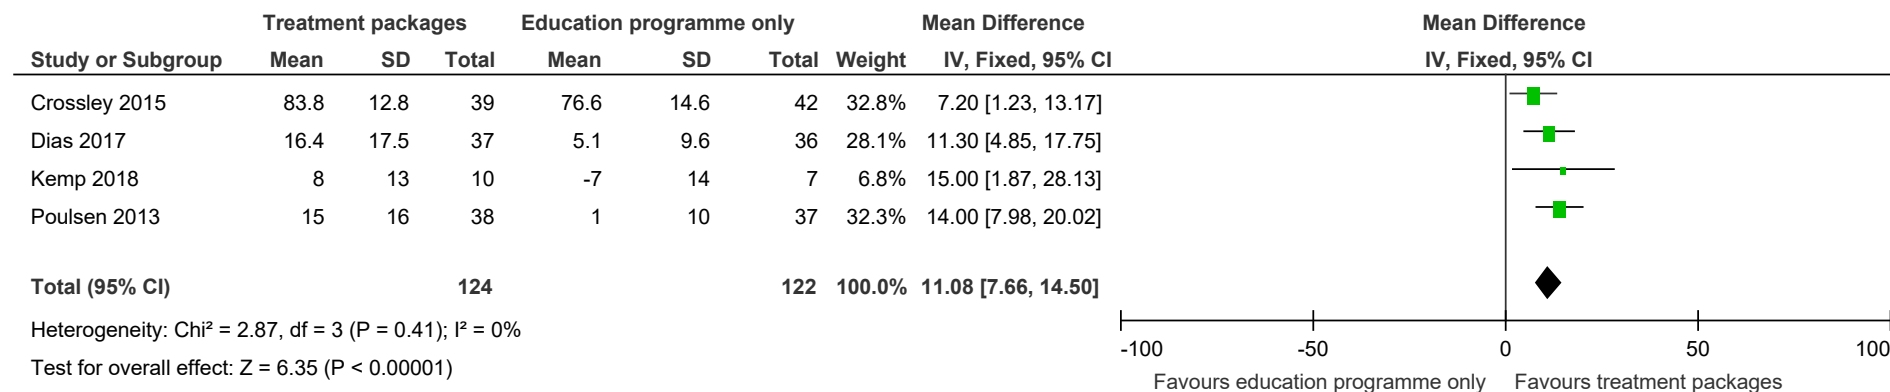 Treatment packages Education programme only Mean Difference Mean Difference
Study or Subgroup Mean SD Total Mean SD Total Weight IV, Fixed, 95% CI IV, Fixed, 95% CI
Crossley 2015 83.8 12.8 39 76.6 14.6 42 32.8% 7.20 [1.23, 13.17]
Dias 2017 16.4 17.5 37 5.1 9.6 36 28.1% 11.30 [4.85, 17.75]
Kemp 2018 8 13 10 -7 14 7 6.8% 15.00 [1.87, 28.13]
Poulsen 2013 15 16 38 1 10 37 32.3% 14.00 [7.98, 20.02]
Total (95% CI) 124 122 100.0% 11.08 [7.66, 14.50]
Heterogeneity: Chi² = 2.87, df = 3 (P = 0.41); I² = 0%
Test for overall effect: Z = 6.35 (P < 0.00001)
-100 -50 0 50 100
Favours education programme only Favours treatment packages